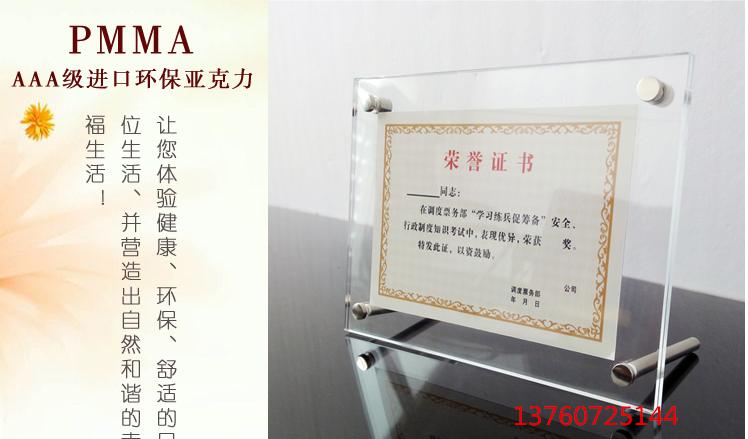 PMMA
AAA级进口环保亚克力
让您体验健康、环保、舒适的品
位生活、并营造出自然和谐的幸
福生活！
荣誉证书
同志：
在调度票务部“学习练兵促筹备”安全、
行政制度知识考试中，表现优异，荣获 奖。
特发此证，以资鼓励。
调度票务部 公司
年 月 日
13760725144